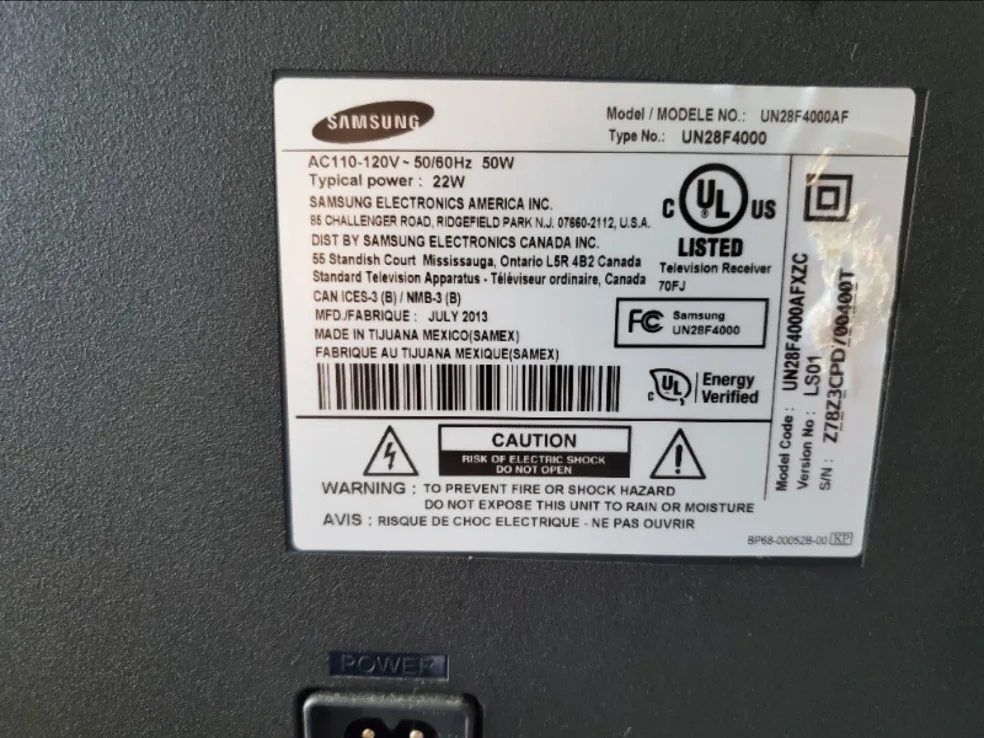 SAMSUNG
Model / MODELE NO.: UN28F4000AF
Type No.: UN28F4000
AC110-120V ~ 50/60Hz 50W
Typical power : 22W
SAMSUNG ELECTRONICS AMERICA INC.
85 CHALLENGER ROAD, RIDGEFIELD PARK N.J. 07660-2112, U.S.A.
DIST BY SAMSUNG ELECTRONICS CANADA INC.
55 Standish Court Mississauga, Ontario L5R 4B2 Canada
Standard Television Apparatus - Téléviseur ordinaire, Canada
CAN ICES-3 (B) / NMB-3 (B)
MFD./FABRIQUE : JULY 2013
MADE IN TIJUANA MEXICO(SAMEX)
FABRIQUE AU TIJUANA MEXIQUE(SAMEX)
C UL ® US
LISTED
Television Receiver
70FJ
FC Samsung
UN28F4000
c UL Energy
Verified
Model Code : UN28F4000AFXZC
Version No : LS01
S/N : Z78Z3CPD700400T
CAUTION
RISK OF ELECTRIC SHOCK
DO NOT OPEN
WARNING : TO PREVENT FIRE OR SHOCK HAZARD
DO NOT EXPOSE THIS UNIT TO RAIN OR MOISTURE
AVIS : RISQUE DE CHOC ELECTRIQUE - NE PAS OUVRIR
BP68-00052B-00 KP
POWER